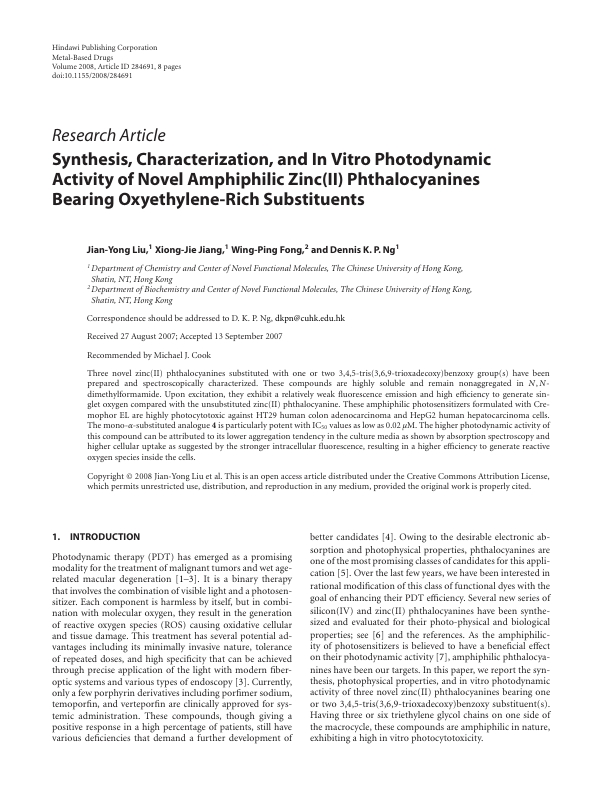 Hindawi Publishing Corporation
Metal-Based Drugs
Volume 2008, Article ID 284691, 8 pages
doi:10.1155/2008/284691
Research Article
Synthesis, Characterization, and In Vitro Photodynamic
Activity of Novel Amphiphilic Zinc(II) Phthalocyanines
Bearing Oxyethylene-Rich Substituents
Jian-Yong Liu,1 Xiong-Jie Jiang,1 Wing-Ping Fong,2 and Dennis K. P. Ng1
1 Department of Chemistry and Center of Novel Functional Molecules, The Chinese University of Hong Kong,
Shatin, NT, Hong Kong
2 Department of Biochemistry and Center of Novel Functional Molecules, The Chinese University of Hong Kong,
Shatin, NT, Hong Kong
Correspondence should be addressed to D. K. P. Ng, dkpn@cuhk.edu.hk
Received 27 August 2007; Accepted 13 September 2007
Recommended by Michael J. Cook
Three novel zinc(II) phthalocyanines substituted with one or two 3,4,5-tris(3,6,9-trioxadecoxy)benzoxy group(s) have been
prepared and spectroscopically characterized. These compounds are highly soluble and remain nonaggregated in N,N-
dimethylformamide. Upon excitation, they exhibit a relatively weak fluorescence emission and high efficiency to generate sin-
glet oxygen compared with the unsubstituted zinc(II) phthalocyanine. These amphiphilic photosensitizers formulated with Cre-
mophor EL are highly photocytotoxic against HT29 human colon adenocarcinoma and HepG2 human hepatocarcinoma cells.
The mono-α-substituted analogue 4 is particularly potent with IC50 values as low as 0.02 μM. The higher photodynamic activity of
this compound can be attributed to its lower aggregation tendency in the culture media as shown by absorption spectroscopy and
higher cellular uptake as suggested by the stronger intracellular fluorescence, resulting in a higher efficiency to generate reactive
oxygen species inside the cells.
Copyright © 2008 Jian-Yong Liu et al. This is an open access article distributed under the Creative Commons Attribution License,
which permits unrestricted use, distribution, and reproduction in any medium, provided the original work is properly cited.
1. INTRODUCTION
Photodynamic therapy (PDT) has emerged as a promising
modality for the treatment of malignant tumors and wet age-
related macular degeneration [1–3]. It is a binary therapy
that involves the combination of visible light and a photosen-
sitizer. Each component is harmless by itself, but in combi-
nation with molecular oxygen, they result in the generation
of reactive oxygen species (ROS) causing oxidative cellular
and tissue damage. This treatment has several potential ad-
vantages including its minimally invasive nature, tolerance
of repeated doses, and high specificity that can be achieved
through precise application of the light with modern fiber-
optic systems and various types of endoscopy [3]. Currently,
only a few porphyrin derivatives including porfimer sodium,
temoporfin, and verteporfin are clinically approved for sys-
temic administration. These compounds, though giving a
positive response in a high percentage of patients, still have
various deficiencies that demand a further development of
better candidates [4]. Owing to the desirable electronic ab-
sorption and photophysical properties, phthalocyanines are
one of the most promising classes of candidates for this appli-
cation [5]. Over the last few years, we have been interested in
rational modification of this class of functional dyes with the
goal of enhancing their PDT efficiency. Several new series of
silicon(IV) and zinc(II) phthalocyanines have been synthe-
sized and evaluated for their photo-physical and biological
properties; see [6] and the references. As the amphiphilic-
ity of photosensitizers is believed to have a beneficial effect
on their photodynamic activity [7], amphiphilic phthalocya-
nines have been our targets. In this paper, we report the syn-
thesis, photophysical properties, and in vitro photodynamic
activity of three novel zinc(II) phthalocyanines bearing one
or two 3,4,5-tris(3,6,9-trioxadecoxy)benzoxy substituent(s).
Having three or six triethylene glycol chains on one side of
the macrocycle, these compounds are amphiphilic in nature,
exhibiting a high in vitro photocytotoxicity.